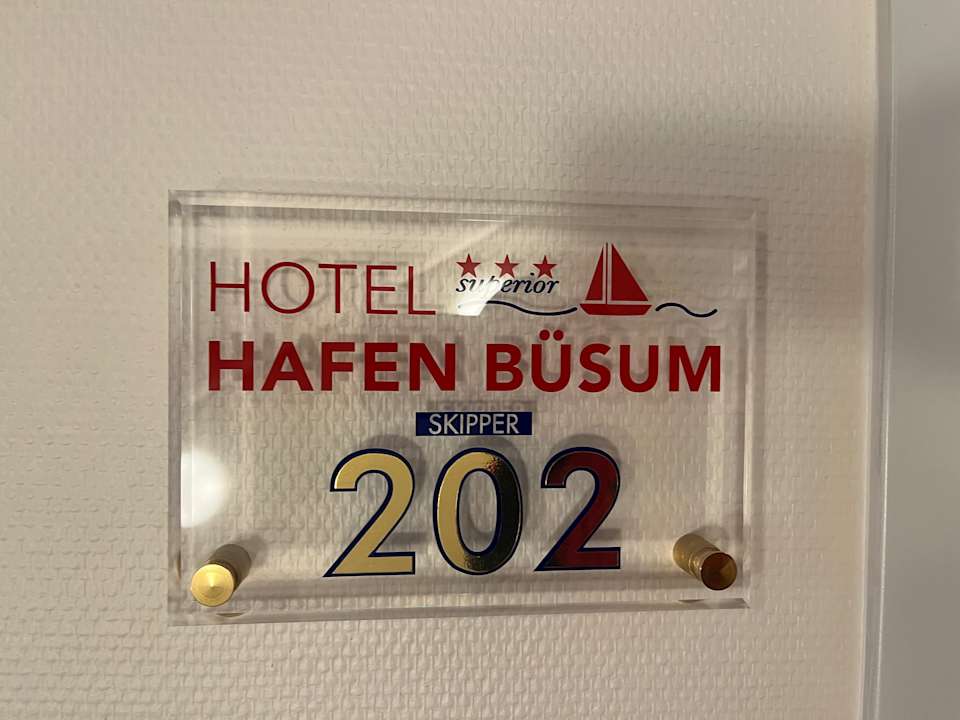 HOTEL superior
HAFEN BÜSUM
SKIPPER
202